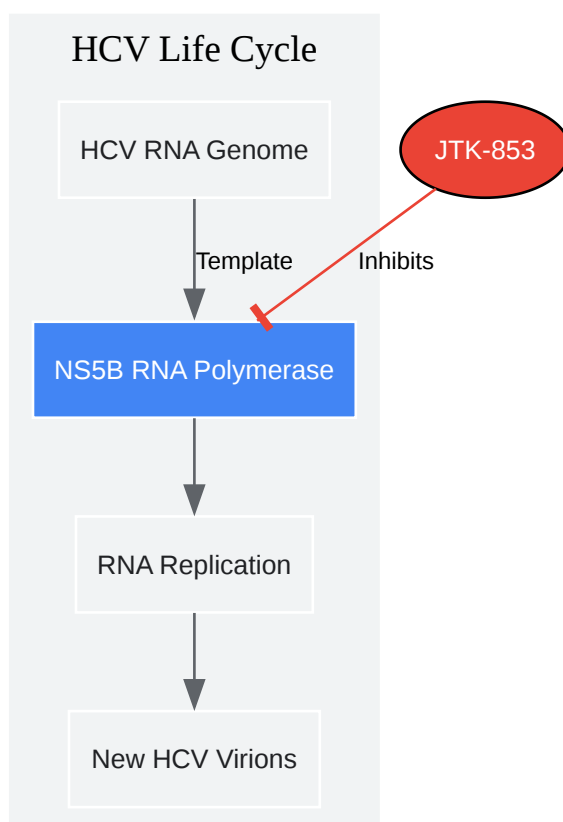 HCV Life Cycle
HCV RNA Genome
JTK-853
Template
Inhibits
NS5B RNA Polymerase
RNA Replication
New HCV Virions